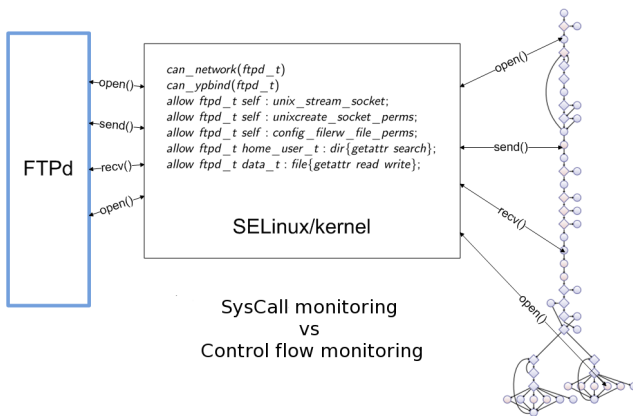 FTPd
open()
send()
recv()
open()
can_network(ftpd_t)
can_ypbind(ftpd_t)
allow ftpd_t self : unix_stream_socket;
allow ftpd_t self : unixcreate_socket_perms;
allow ftpd_t self : config_filerw_file_perms;
allow ftpd_t home_user_t : dir{getattr search};
allow ftpd_t data_t : file{getattr read write};
SELinux/kernel
open()
send()
recv()
open()
SysCall monitoring
vs
Control flow monitoring